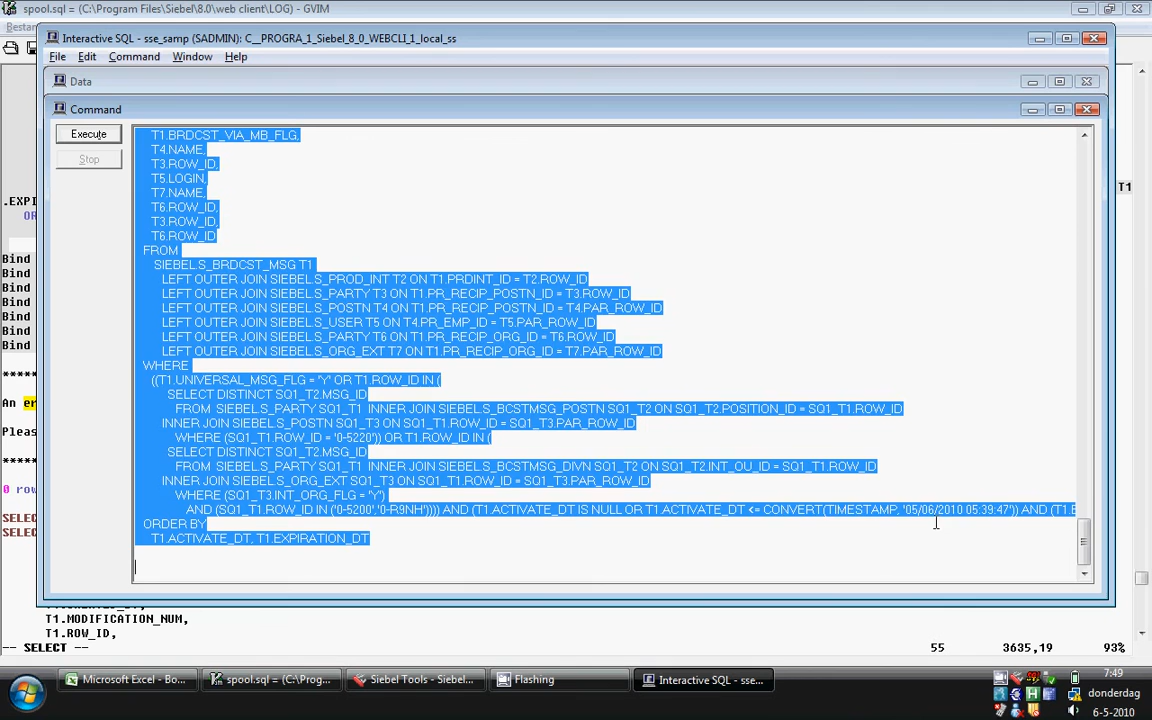 spool.sql = (C:\Program Files\Siebel\8.0\web client\LOG) - GVIM
Bestan
Interactive SQL - sse_samp (SADMIN): C__PROGRA_1_Siebel_8_0_WEBCLI_1_local_ss
File Edit Command Window Help
Data
Command
Execute
Stop
T1.BRDCST_VIA_MB_FLG,
T4.NAME,
T3.ROW_ID,
T5.LOGIN,
T7.NAME,
T6.ROW_ID,
T3.ROW_ID,
T6.ROW_ID
FROM
SIEBEL.S_BRDCST_MSG T1
LEFT OUTER JOIN SIEBEL.S_PROD_INT T2 ON T1.PRDINT_ID = T2.ROW_ID
LEFT OUTER JOIN SIEBEL.S_PARTY T3 ON T1.PR_RECIP_POSTN_ID = T3.ROW_ID
LEFT OUTER JOIN SIEBEL.S_POSTN T4 ON T1.PR_RECIP_POSTN_ID = T4.PAR_ROW_ID
LEFT OUTER JOIN SIEBEL.S_USER T5 ON T4.PR_EMP_ID = T5.PAR_ROW_ID
LEFT OUTER JOIN SIEBEL.S_PARTY T6 ON T1.PR_RECIP_ORG_ID = T6.ROW_ID
LEFT OUTER JOIN SIEBEL.S_ORG_EXT T7 ON T1.PR_RECIP_ORG_ID = T7.PAR_ROW_ID
WHERE
((T1.UNIVERSAL_MSG_FLG = 'Y' OR T1.ROW_ID IN (
SELECT DISTINCT SQ1_T2.MSG_ID
FROM SIEBEL.S_PARTY SQ1_T1 INNER JOIN SIEBEL.S_BCSTMSG_POSTN SQ1_T2 ON SQ1_T2.POSITION_ID = SQ1_T1.ROW_ID
INNER JOIN SIEBEL.S_POSTN SQ1_T3 ON SQ1_T1.ROW_ID = SQ1_T3.PAR_ROW_ID
WHERE (SQ1_T1.ROW_ID = '0-5220')) OR T1.ROW_ID IN (
SELECT DISTINCT SQ1_T2.MSG_ID
FROM SIEBEL.S_PARTY SQ1_T1 INNER JOIN SIEBEL.S_BCSTMSG_DIVN SQ1_T2 ON SQ1_T2.INT_OU_ID = SQ1_T1.ROW_ID
INNER JOIN SIEBEL.S_ORG_EXT SQ1_T3 ON SQ1_T1.ROW_ID = SQ1_T3.PAR_ROW_ID
WHERE (SQ1_T3.INT_ORG_FLG = 'Y')
AND (SQ1_T1.ROW_ID IN ('0-5200','0-R9NH')))) AND (T1.ACTIVATE_DT IS NULL OR T1.ACTIVATE_DT <= CONVERT(TIMESTAMP, '05/06/2010 05:39:47')) AND (T1.E
ORDER BY
T1.ACTIVATE_DT, T1.EXPIRATION_DT
T1
.EXPI
OR
Bind
Bind
Bind
Bind
Bind
Bind
Bind
*****
An er
Pleas
*****
0 row
SELEC
SELEC
T1.MODIFICATION_NUM,
T1.ROW_ID,
-- SELECT -- 55 3635,19 93%
Microsoft Excel - Bo... spool.sql = (C:\Prog... Siebel Tools - Siebel... Flashing Interactive SQL - sse...
7:49
donderdag
6-5-2010